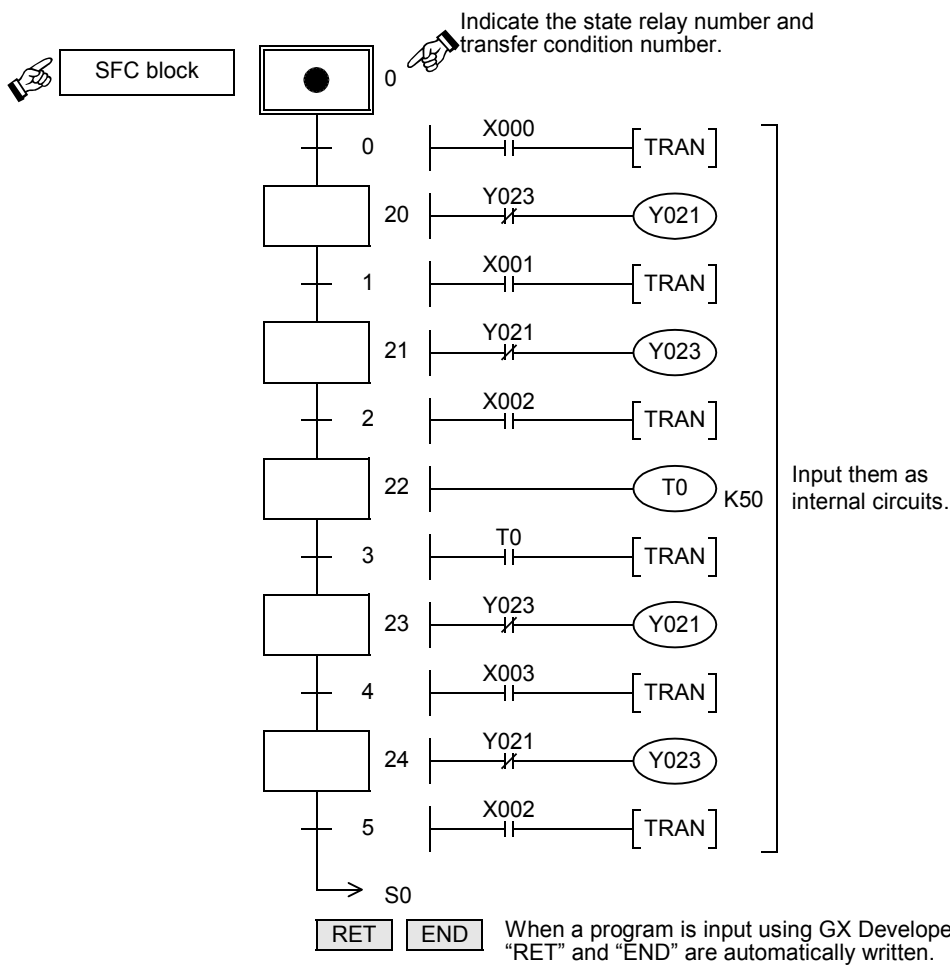 Indicate the state relay number and
transfer condition number.
SFC block
0
0
X000
TRAN
20
Y023
Y021
1
X001
TRAN
21
Y021
Y023
2
X002
TRAN
22
T0
K50
3
T0
TRAN
23
Y023
Y021
4
X003
TRAN
24
Y021
Y023
5
X002
TRAN
Input them as
internal circuits.
S0
RET
END
When a program is input using GX Develope
“RET” and “END” are automatically written.